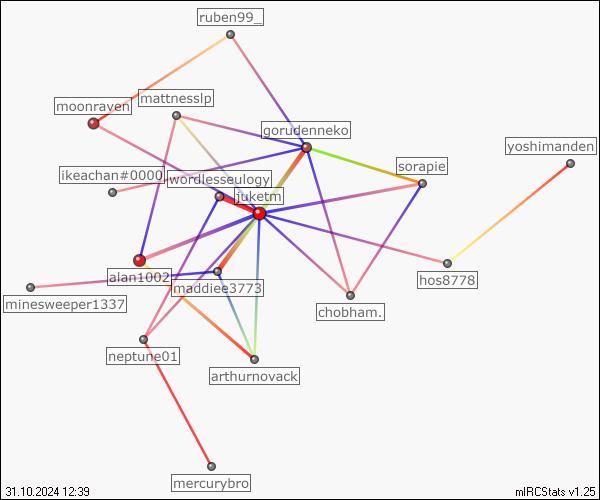 ruben99_
moonraven
mattnesslp
gorudenneko
yoshimanden
sorapie
ikeachan#0000
wordlesseulogy
juketm
alan1002
hos8778
maddiee3773
minesweeper1337
chobham.
neptune01
arthurnovack
mercurybro
31.10.2024 12:39
mIRCStats v1.25